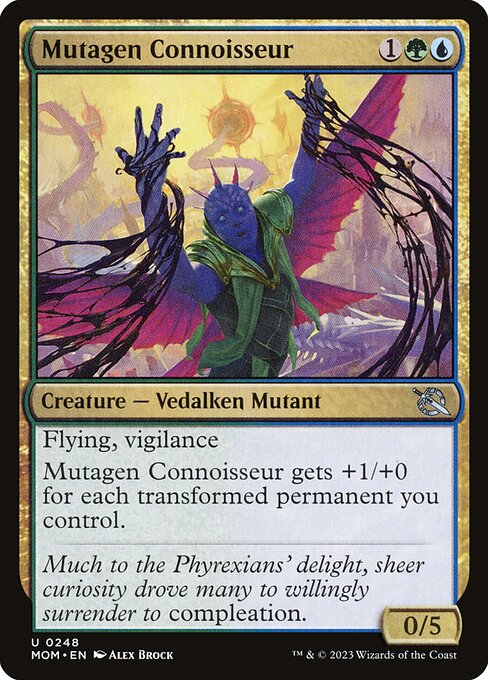 Mutagen Connoisseur 1
Creature — Vedalken Mutant
Flying, vigilance
Mutagen Connoisseur gets +1/+0
for each transformed permanent you
control.
Much to the Phyrexians' delight, sheer
curiosity drove many to willingly
surrender to compleation.
0/5
U 0248
MOM • EN Alex Brock
™ & © 2023 Wizards of the Coast